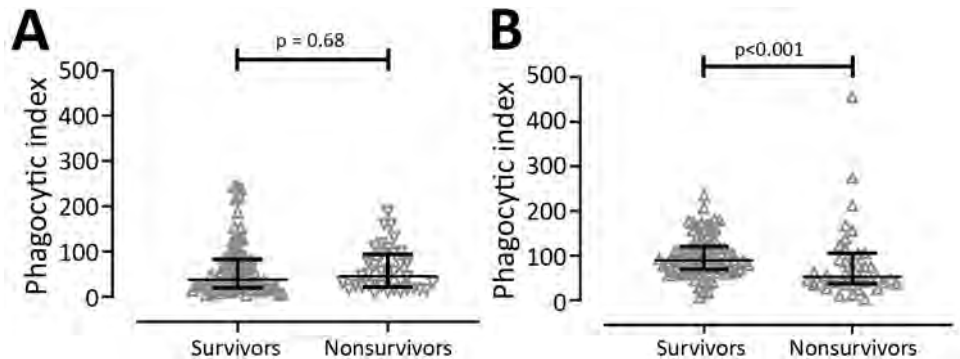 A
p = 0.68
Phagocytic index
500
400
300
200
100
0
Survivors
Nonsurvivors
B
p<0.001
Phagocytic index
500
400
300
200
100
0
Survivors
Nonsurvivors